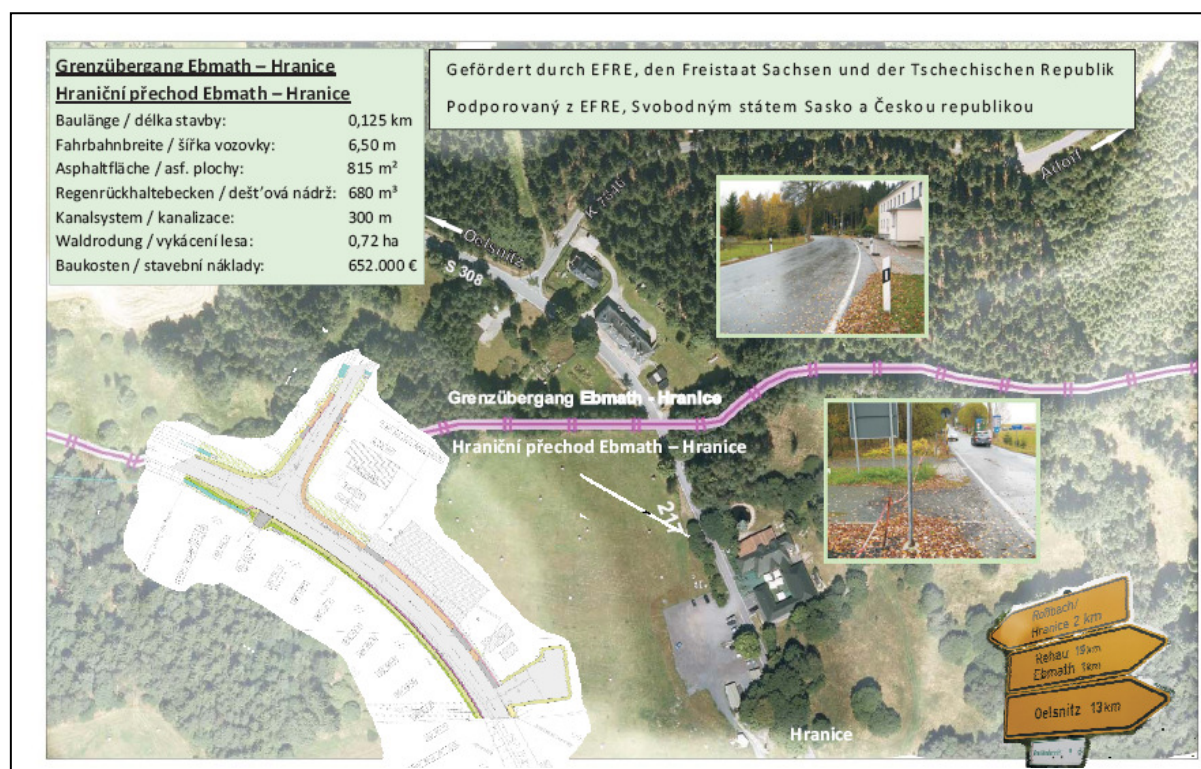 Grenzübergang Ebmath – Hranice
Hraniční přechod Ebmath – Hranice
Baulänge / délka stavby: 0,125 km
Fahrbahnbreite / šířka vozovky: 6,50 m
Asphaltfläche / asf. plochy: 815 m²
Regenrückhaltebecken / dešťová nádrž: 680 m³
Kanalsystem / kanalizace: 300 m
Waldrodung / vykácení lesa: 0,72 ha
Baukosten / stavební náklady: 652.000 €
Gefördert durch EFRE, den Freistaat Sachsen und der Tschechischen Republik
Podporovaný z EFRE, Svobodným státem Sasko a Českou republikou
Adorf
K 7846
Oelsnitz
S 308
Grenzübergang Ebmath - Hranice
Hraniční přechod Ebmath – Hranice
217
Roßbach/
Hranice 2 km
Rehau 19km
Ebmath 1km
Oelsnitz 13km
Hranice